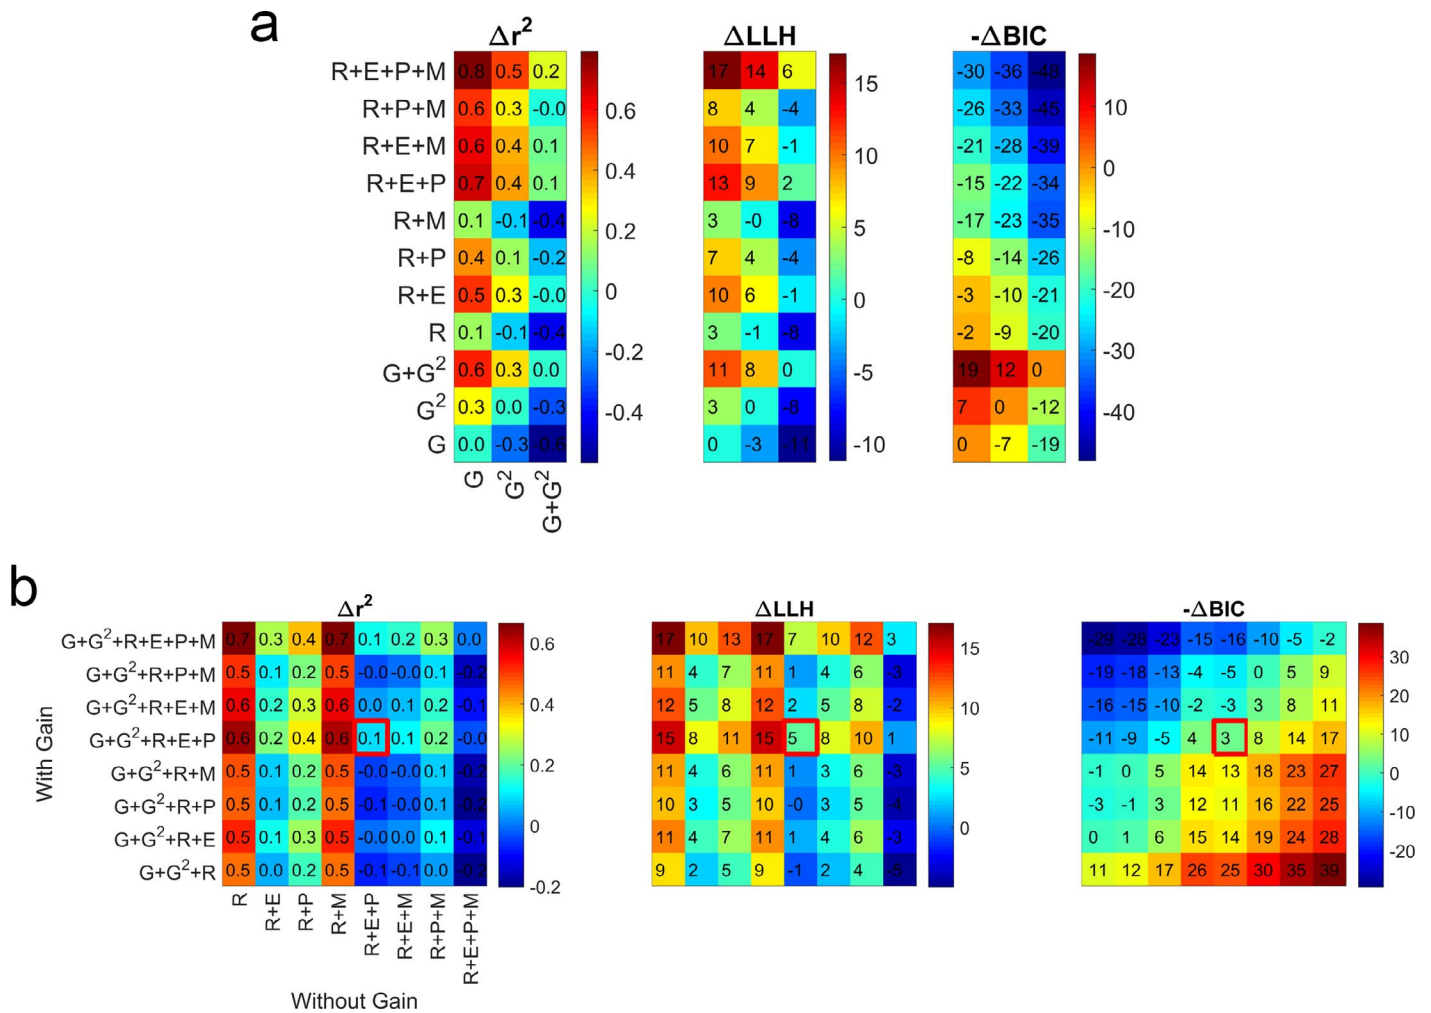 a
Δr²
ΔLLH
-ΔBIC
R+E+P+M 0.8 0.5 0.2 17 14 6 -30 -36 -48
R+P+M 0.6 0.3 -0.0 8 4 -4 -26 -33 -45
R+E+M 0.6 0.4 0.1 10 7 -1 -21 -28 -39
R+E+P 0.7 0.4 0.1 13 9 2 -15 -22 -34
R+M 0.1 -0.1 -0.4 3 -0 -8 -17 -23 -35
R+P 0.4 0.1 -0.2 7 4 -4 -8 -14 -26
R+E 0.5 0.3 -0.0 10 6 -1 -3 -10 -21
R 0.1 -0.1 -0.4 3 -1 -8 -2 -9 -20
G+G² 0.6 0.3 0.0 11 8 0 19 12 0
G² 0.3 0.0 -0.3 3 0 -8 7 0 -12
G 0.0 -0.3 -0.6 0 -3 -11 0 -7 -19
G G² G+G²
0.6
0.4
0.2
0
-0.2
-0.4
15
10
5
0
-5
-10
10
0
-10
-20
-30
-40
b
Δr²
ΔLLH
-ΔBIC
With Gain
G+G²+R+E+P+M 0.7 0.3 0.4 0.7 0.1 0.2 0.3 0.0 17 10 13 17 7 10 12 3 -29 -28 -23 -15 -16 -10 -5 -2
G+G²+R+P+M 0.5 0.1 0.2 0.5 -0.0 -0.0 0.1 -0.2 11 4 7 11 1 4 6 -3 -19 -18 -13 -4 -5 0 5 9
G+G²+R+E+M 0.6 0.2 0.3 0.6 0.0 0.1 0.2 -0.1 12 5 8 12 2 5 8 -2 -16 -15 -10 -2 -3 3 8 11
G+G²+R+E+P 0.6 0.2 0.4 0.6 0.1 0.1 0.2 -0.0 15 8 11 15 5 8 10 1 -11 -9 -5 4 3 8 14 17
G+G²+R+M 0.5 0.1 0.2 0.5 -0.0 -0.0 0.1 -0.2 11 4 6 11 1 3 6 -3 -1 0 5 14 13 18 23 27
G+G²+R+P 0.5 0.1 0.2 0.5 -0.1 -0.0 0.1 -0.2 10 3 5 10 -0 3 5 -4 -3 -1 3 12 11 16 22 25
G+G²+R+E 0.5 0.1 0.3 0.5 -0.0 0.0 0.1 -0.1 11 4 7 11 1 4 6 -3 0 1 6 15 14 19 24 28
G+G²+R 0.5 0.0 0.2 0.5 -0.1 -0.1 0.0 -0.2 9 2 5 9 -1 2 4 -5 11 12 17 26 25 30 35 39
R R+E R+P R+M R+E+P R+E+M R+P+M R+E+P+M
0.6
0.4
0.2
0
-0.2
15
10
5
0
30
20
10
0
-10
-20
Without Gain